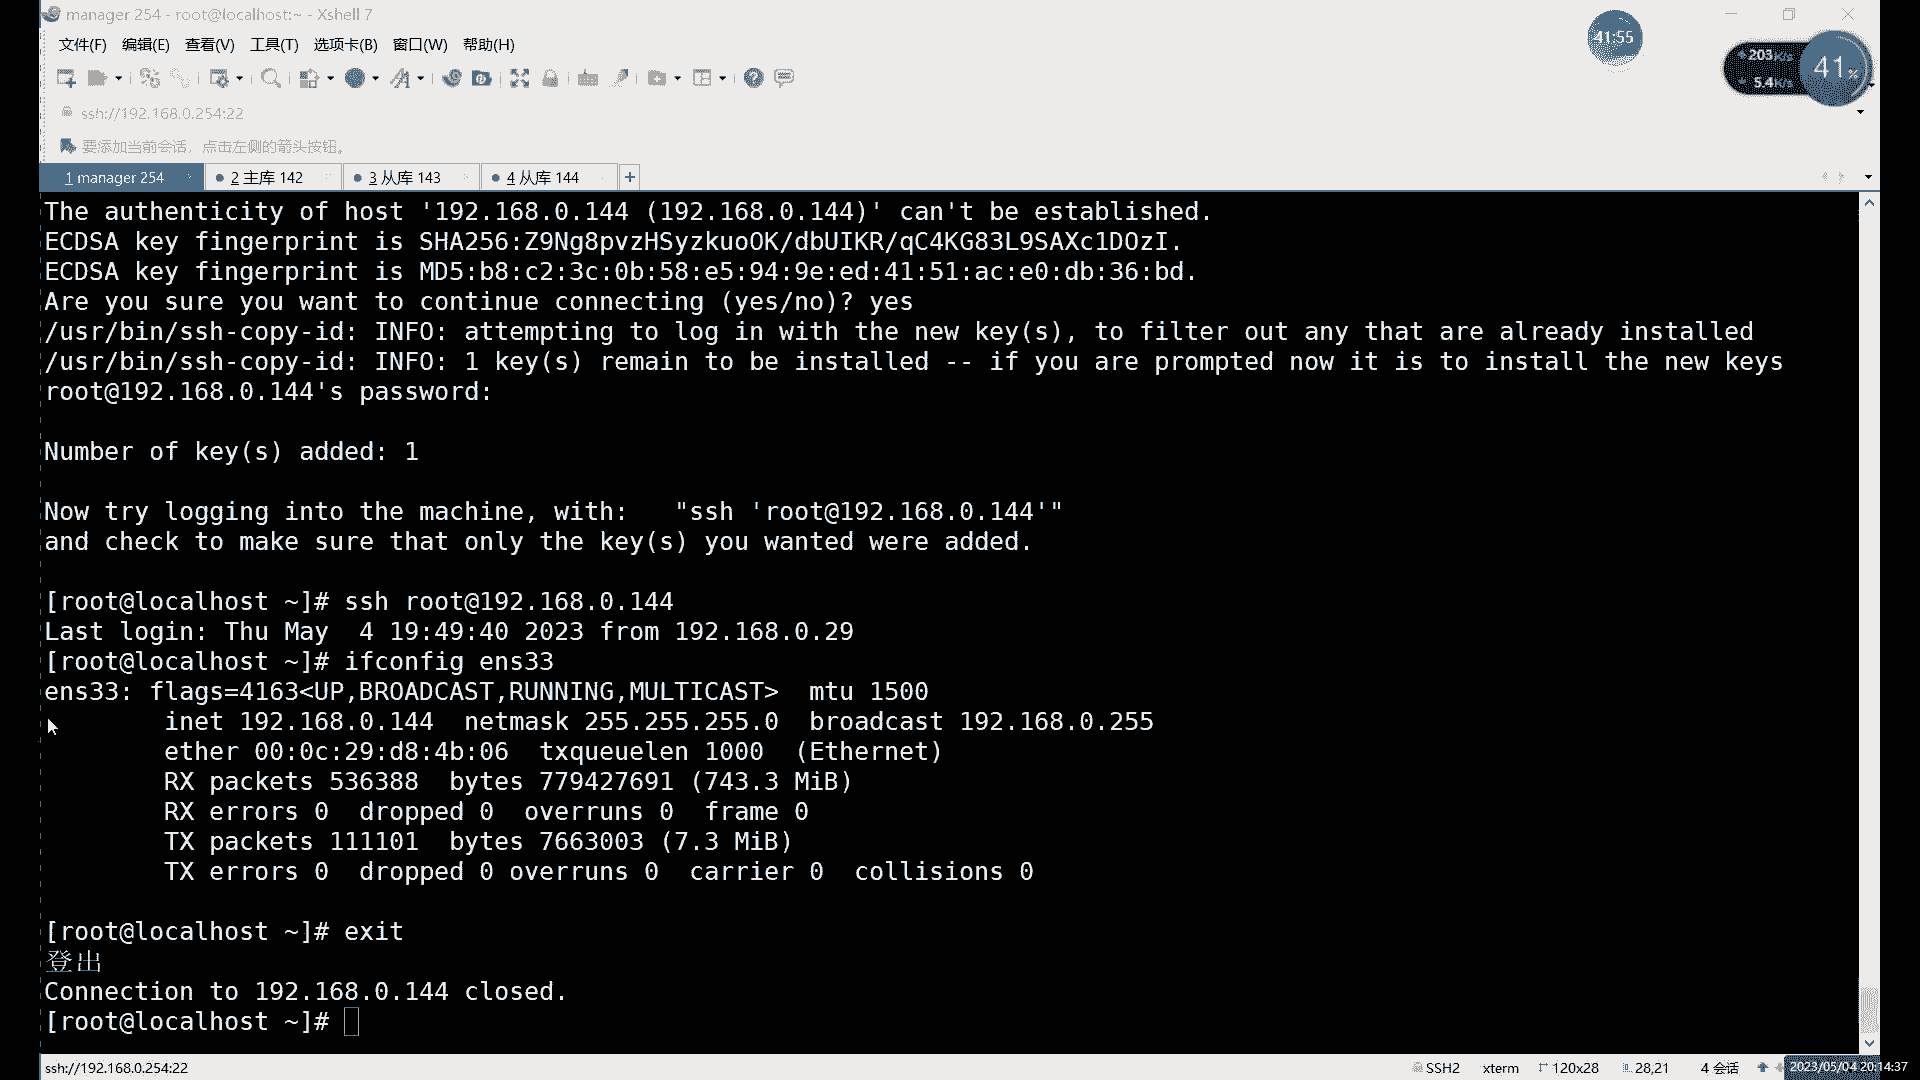 manager 254 - root@localhost:~ - Xshell 7
41:55
203K/s
5.4K/s
41%
文件(F) 编辑(E) 查看(V) 工具(T) 选项卡(B) 窗口(W) 帮助(H)
ssh://192.168.0.254:22
要添加当前会话，点击左侧的箭头按钮。
1 manager 254 2 主库 142 3 从库 143 4 从库 144 +
The authenticity of host '192.168.0.144 (192.168.0.144)' can't be established.
ECDSA key fingerprint is SHA256:Z9Ng8pvzHSyzkuoOK/dbUIKR/qC4KG83L9SAXc1DOzI.
ECDSA key fingerprint is MD5:b8:c2:3c:0b:58:e5:94:9e:ed:41:51:ac:e0:db:36:bd.
Are you sure you want to continue connecting (yes/no)? yes
/usr/bin/ssh-copy-id: INFO: attempting to log in with the new key(s), to filter out any that are already installed
/usr/bin/ssh-copy-id: INFO: 1 key(s) remain to be installed -- if you are prompted now it is to install the new keys
root@192.168.0.144's password:
Number of key(s) added: 1
Now try logging into the machine, with:   "ssh 'root@192.168.0.144'"
and check to make sure that only the key(s) you wanted were added.
[root@localhost ~]# ssh root@192.168.0.144
Last login: Thu May  4 19:49:40 2023 from 192.168.0.29
[root@localhost ~]# ifconfig ens33
ens33: flags=4163<UP,BROADCAST,RUNNING,MULTICAST>  mtu 1500
inet 192.168.0.144  netmask 255.255.255.0  broadcast 192.168.0.255
ether 00:0c:29:d8:4b:06  txqueuelen 1000  (Ethernet)
RX packets 536388  bytes 779427691 (743.3 MiB)
RX errors 0  dropped 0  overruns 0  frame 0
TX packets 111101  bytes 7663003 (7.3 MiB)
TX errors 0  dropped 0 overruns 0  carrier 0  collisions 0
[root@localhost ~]# exit
登出
Connection to 192.168.0.144 closed.
[root@localhost ~]#
ssh://192.168.0.254:22 SSH2 xterm 120x28 28,21 4 会话 2023/05/04 20:14:37